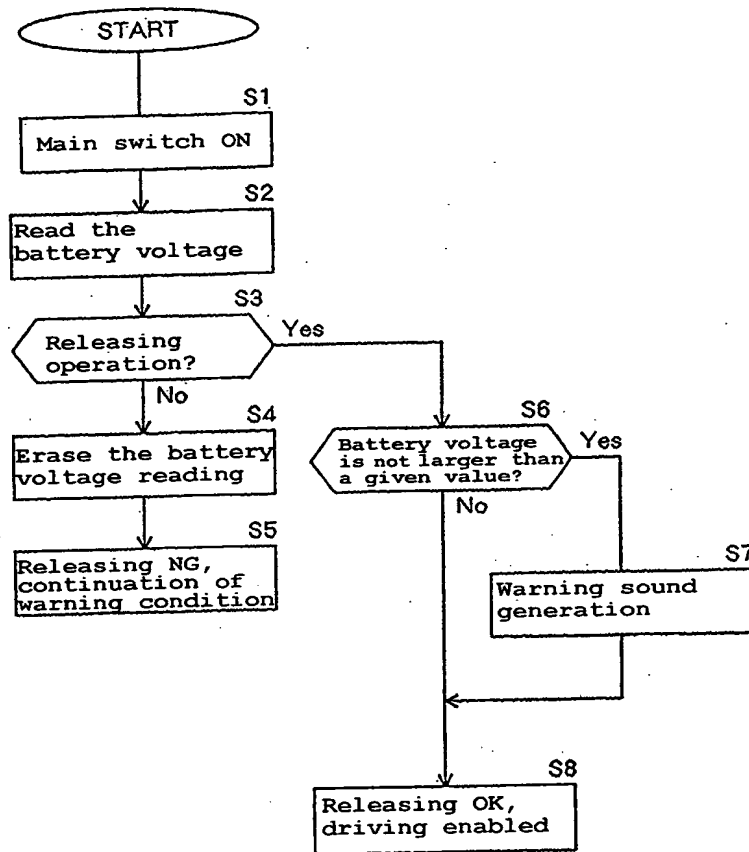 START
S1
Main switch ON
S2
Read the
battery voltage
S3
Releasing
operation?
Yes
No
S4
Erase the battery
voltage reading
S5
Releasing NG,
continuation of
warning condition
S6
Battery voltage
is not larger than
a given value?
Yes
No
S7
Warning sound
generation
S8
Releasing OK,
driving enabled